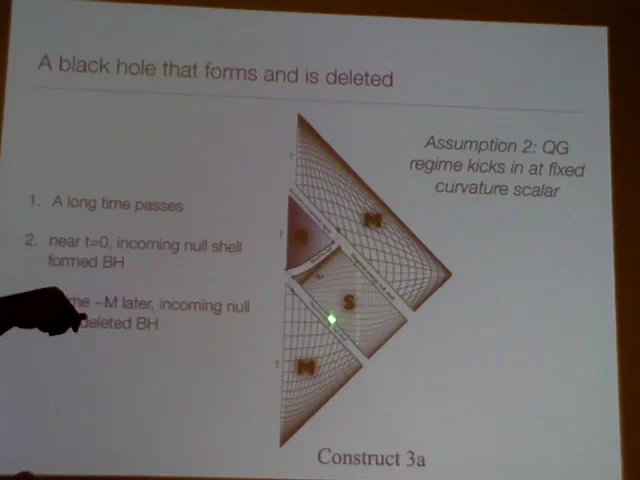 A black hole that forms and is deleted
Assumption 2: QG
regime kicks in at fixed
curvature scalar
1. A long time passes
2. near t=0, incoming null shell
formed BH
me ~M later, incoming null
deleted BH
M
S
M
Construct 3a